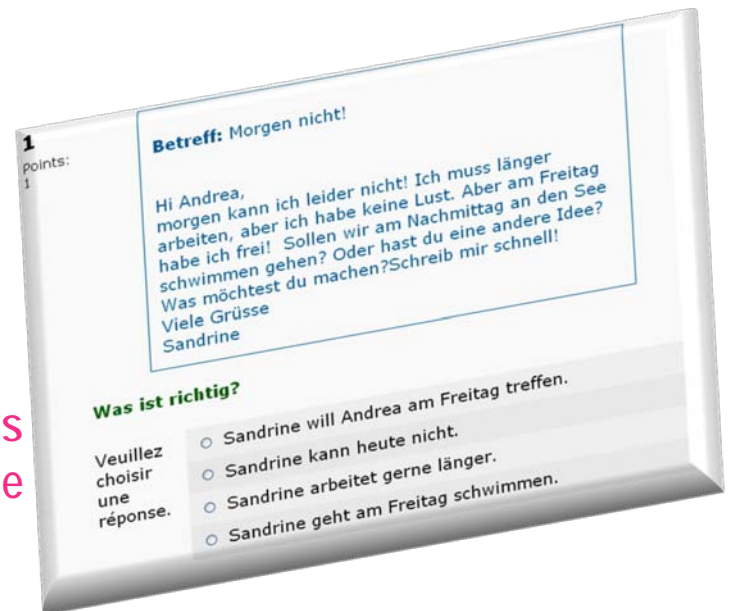 1
Points:
1
Betreff: Morgen nicht!
Hi Andrea,
morgen kann ich leider nicht! Ich muss länger
arbeiten, aber ich habe keine Lust. Aber am Freitag
habe ich frei! Sollen wir am Nachmittag an den See
schwimmen gehen? Oder hast du eine andere Idee?
Was möchtest du machen?Schreib mir schnell!
Viele Grüsse
Sandrine
Was ist richtig?
Veuillez
choisir
une
réponse.
Sandrine will Andrea am Freitag treffen.
Sandrine kann heute nicht.
Sandrine arbeitet gerne länger.
Sandrine geht am Freitag schwimmen.
s
e